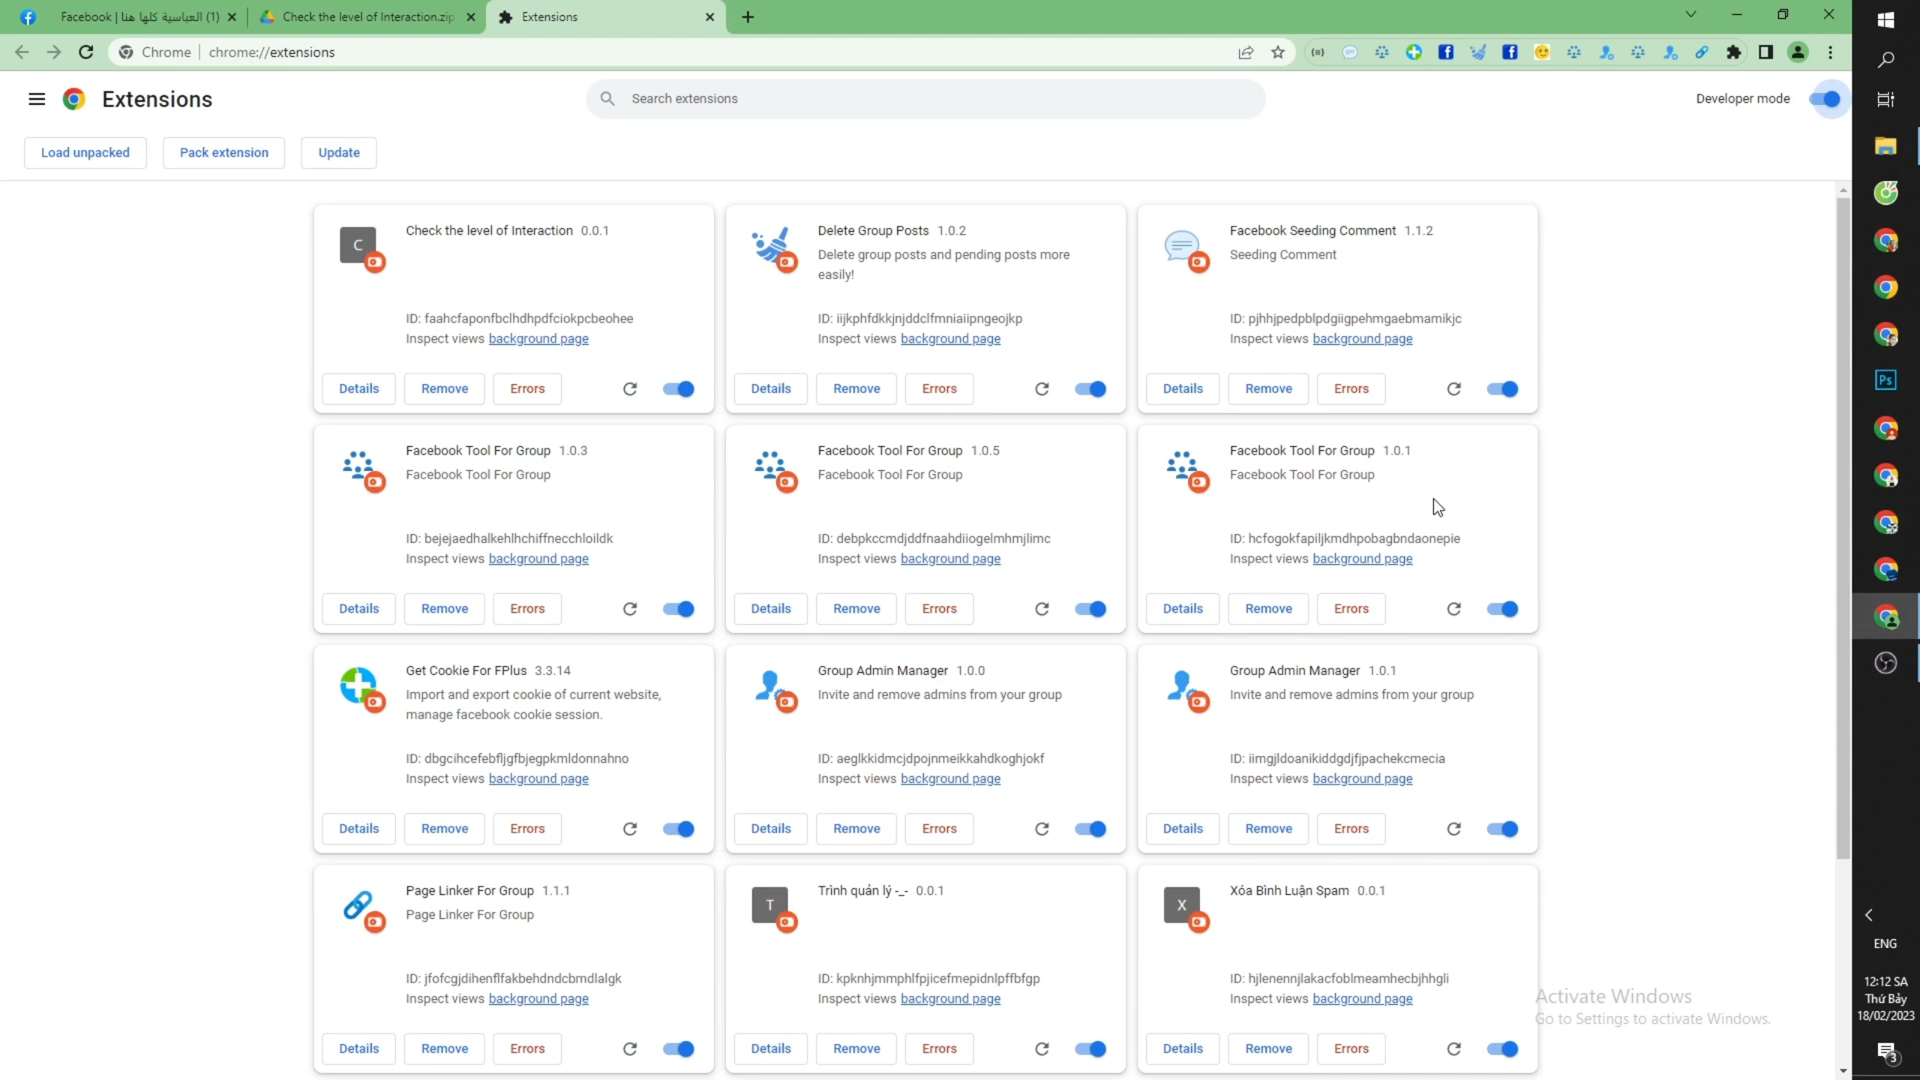 Facebook | العباسية كلها هنا (1)
Check the level of Interaction.zip
Extensions
Chrome
chrome://extensions
Extensions
Search extensions
Developer mode
Load unpacked
Pack extension
Update
Check the level of Interaction 0.0.1
ID: faahcfaponfbclhdhpdfciokpcbeohee
Inspect views background page
Details
Remove
Errors
Delete Group Posts 1.0.2
Delete group posts and pending posts more
easily!
ID: iijkphfdkkjnjddclfmniaiipngeojkp
Inspect views background page
Details
Remove
Errors
Facebook Seeding Comment 1.1.2
Seeding Comment
ID: pjhhjpedpblpdgiigpehmgaebmamikjc
Inspect views background page
Details
Remove
Errors
Facebook Tool For Group 1.0.3
Facebook Tool For Group
ID: bejejaedhalkehlhchiffnecchloildk
Inspect views background page
Details
Remove
Errors
Facebook Tool For Group 1.0.5
Facebook Tool For Group
ID: debpkccmdjddfnaahdiiogelmhmjlimc
Inspect views background page
Details
Remove
Errors
Facebook Tool For Group 1.0.1
Facebook Tool For Group
ID: hcfogokfapiljkmdhpobagbndaonepie
Inspect views background page
Details
Remove
Errors
Get Cookie For FPlus 3.3.14
Import and export cookie of current website,
manage facebook cookie session.
ID: dbgcihcefebfljgfbjegpkmldonnahno
Inspect views background page
Details
Remove
Errors
Group Admin Manager 1.0.0
Invite and remove admins from your group
ID: aeglkkidmcjdpojnmeikkahdkoghjokf
Inspect views background page
Details
Remove
Errors
Group Admin Manager 1.0.1
Invite and remove admins from your group
ID: iimgjldoanikiddgdjfjpachekcmecia
Inspect views background page
Details
Remove
Errors
Page Linker For Group 1.1.1
Page Linker For Group
ID: jfofcgjdihenflfakbehdndcbmdlalgk
Inspect views background page
Details
Remove
Errors
T
Trình quản lý -_- 0.0.1
ID: kpknhjmmphlfpjicefmepidnlpffbfgp
Inspect views background page
Details
Remove
Errors
X
Xóa Bình Luận Spam 0.0.1
ID: hjlenennjlakacfoblmeamhecbjhhgli
Inspect views background page
Details
Remove
Errors
C
Ps
Activate Windows
Go to Settings to activate Windows.
ENG
12:12 SA
Thứ Bảy
18/02/2023
3